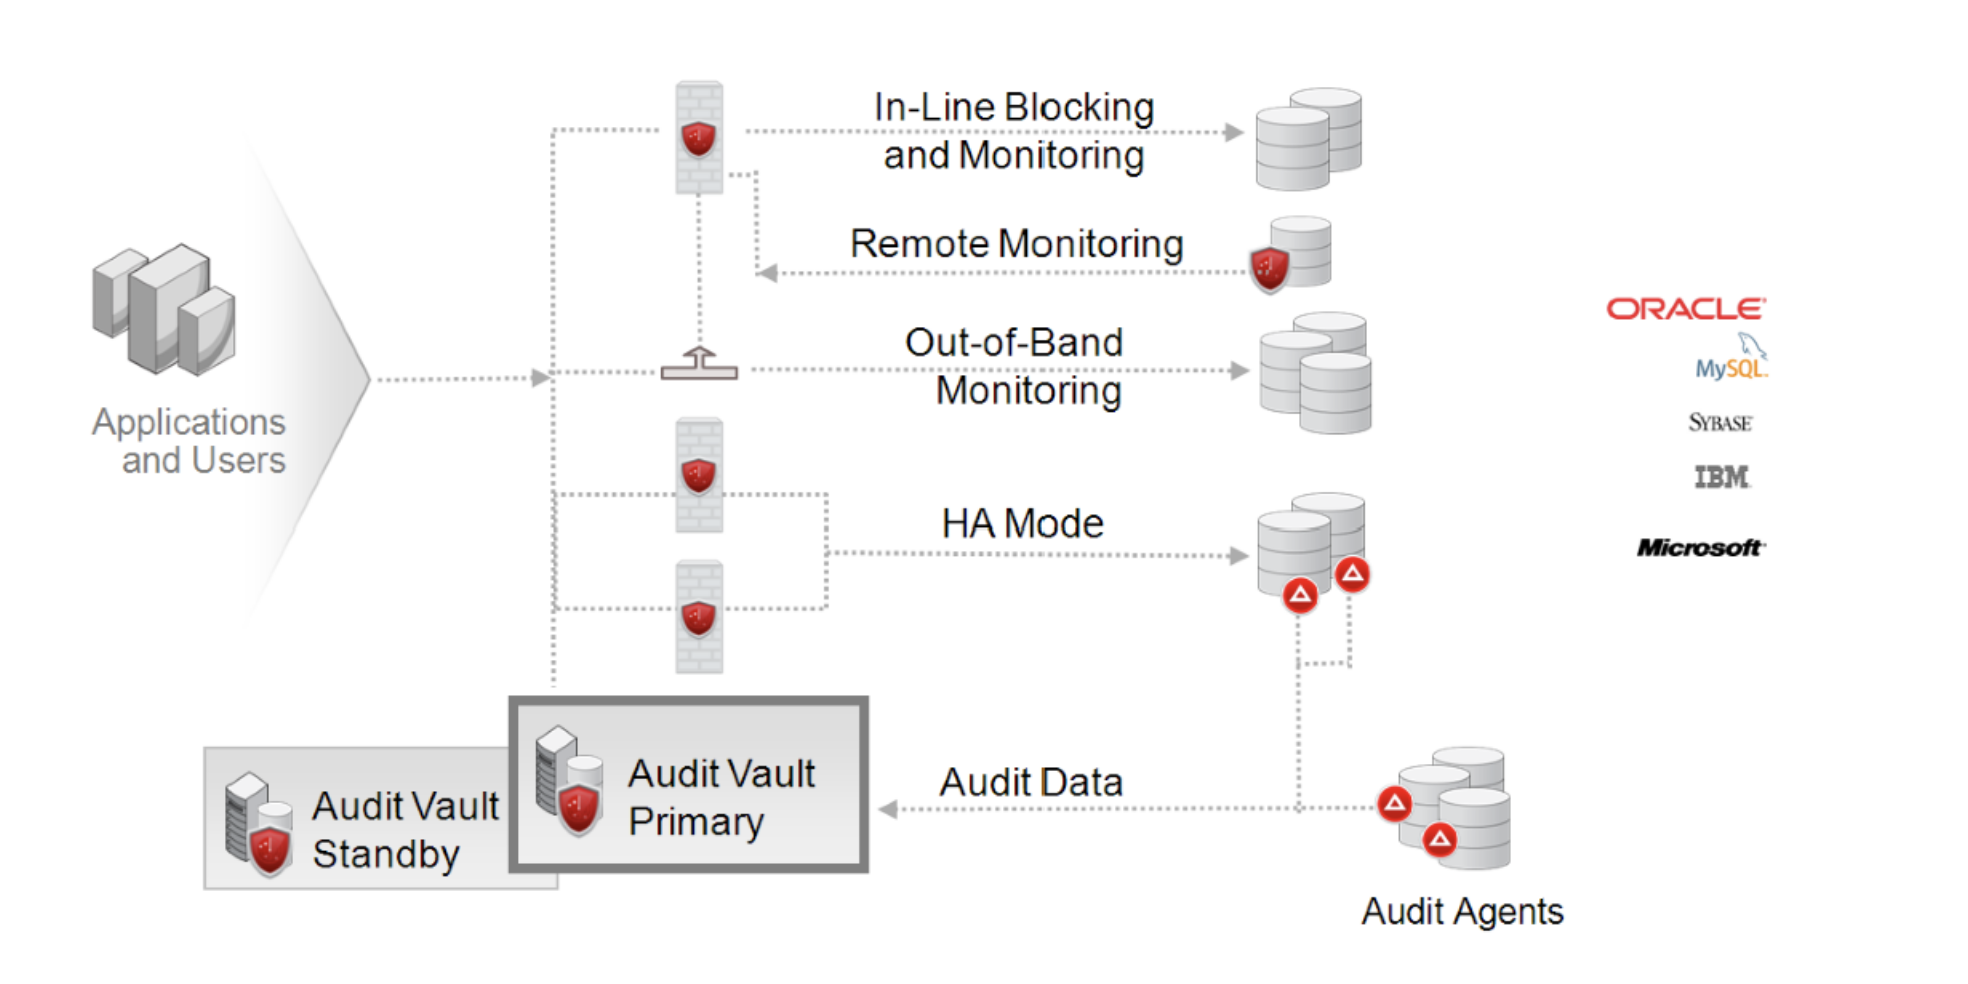 In-Line Blocking
and Monitoring
Remote Monitoring
Out-of-Band
Monitoring
HA Mode
Applications
and Users
ORACLE
MySQL
SYBASE
IBM
Microsoft
Audit Vault
Primary
Audit Vault
Standby
Audit Data
Audit Agents